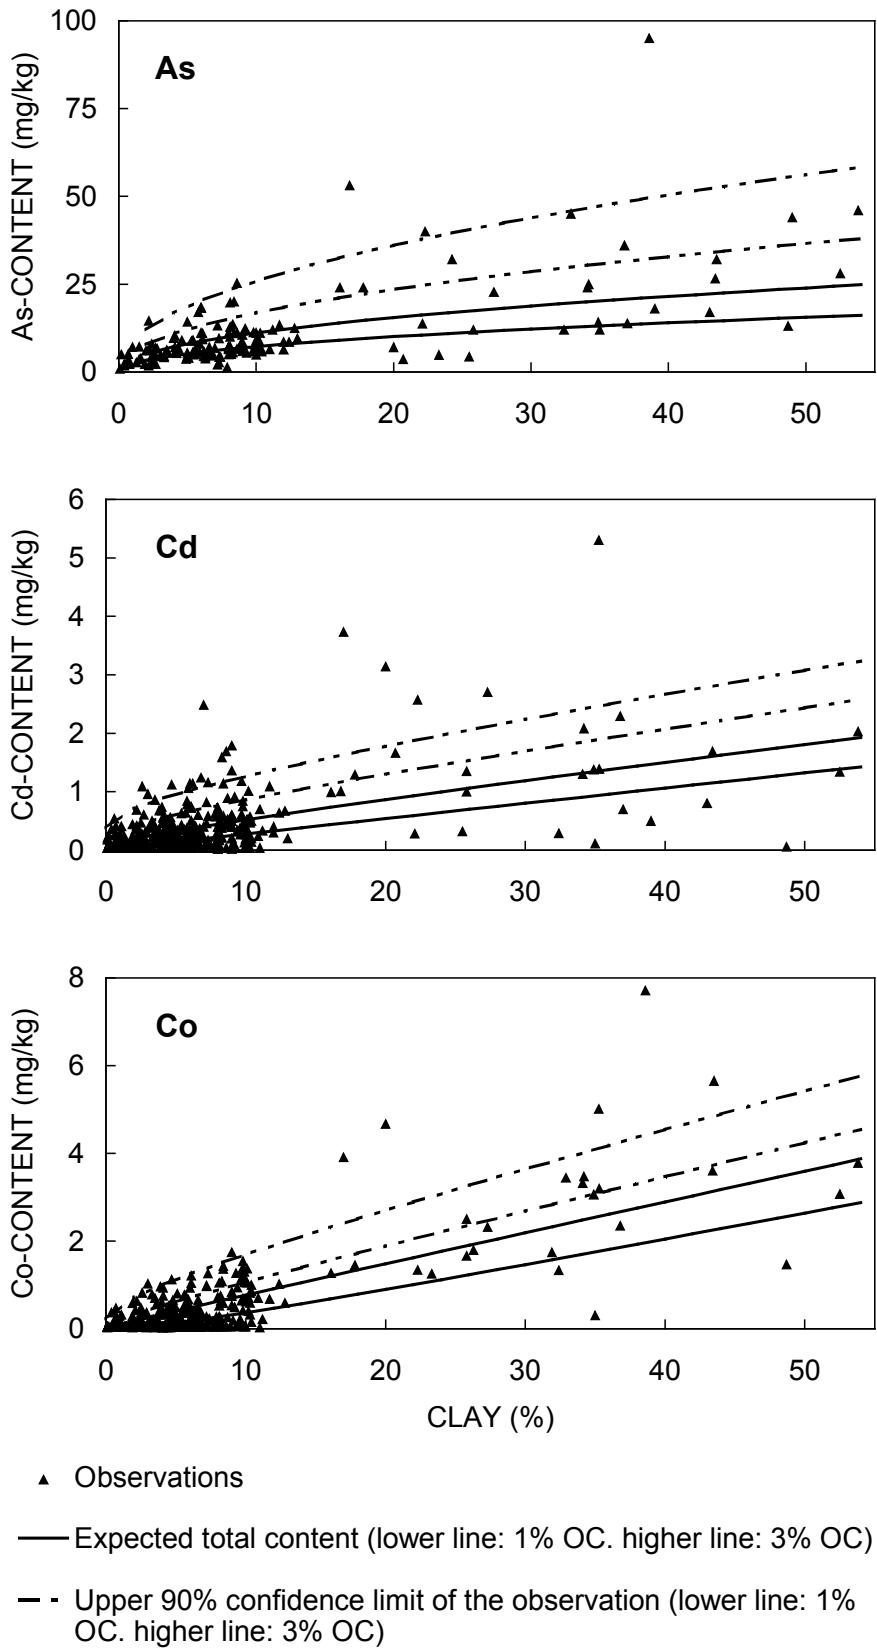 100
75
50
25
0
As-CONTENT (mg/kg)
As
0 10 20 30 40 50
6
5
4
3
2
1
0
Cd-CONTENT (mg/kg)
Cd
0 10 20 30 40 50
8
6
4
2
0
Co-CONTENT (mg/kg)
Co
0 10 20 30 40 50
CLAY (%)
Observations
Expected total content (lower line: 1% OC. higher line: 3% OC)
Upper 90% confidence limit of the observation (lower line: 1%
OC. higher line: 3% OC)